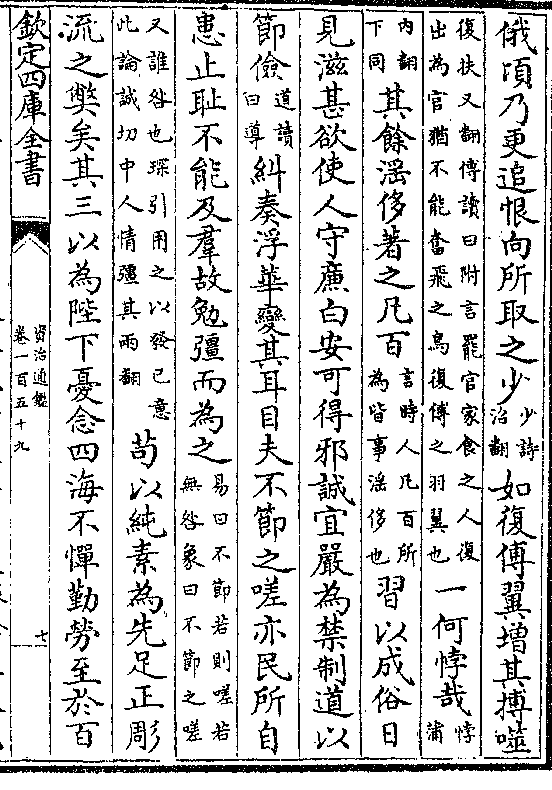 俄頃乃更追恨向所取之少少詩沼翻如復傅翼增其搏噬
復扶又翻傅讀曰附言罷官家食之人復出為官猶不能奮飛之鳥復傅之羽翼也一何悖哉悖蒲
內翻下同其餘滛侈著之凡百言時人凡百所為皆事滛侈也習以成俗日
見滋甚欲使人守廉白安可得邪誠宜嚴為禁制道以
節儉道讀曰導糾奏浮華變其耳目夫不節之嗟亦民所自
患止恥不能及羣故勉彊而為之易曰不節若則嗟若無咎象曰不節之嗟
又誰咎也琛引用之以發己意此論誠切中人情彊其兩翻苟以純素為先足正彫
流之獘矣其三以為陛下憂念四海不憚勤勞至於百
欽定四庫全書
資治通鑑
卷一百五十九
七